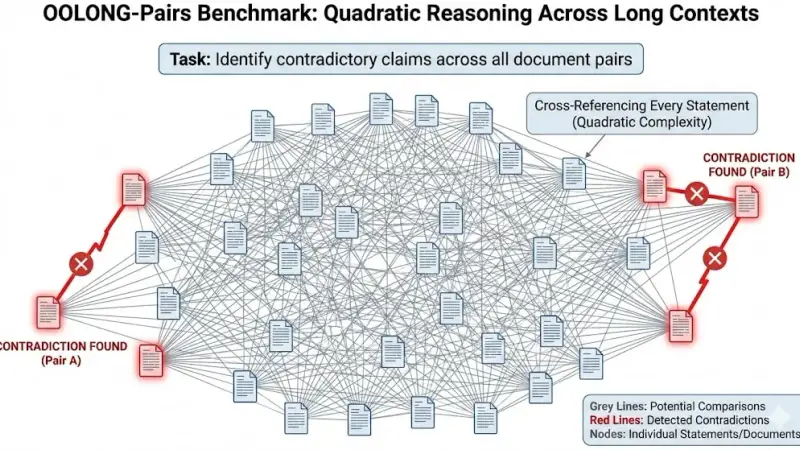 OOLONG-Pairs Benchmark: Quadratic Reasoning Across Long Contexts
Task: Identify contradictory claims across all document pairs
Cross-Referencing Every Statement
(Quadratic Complexity)
CONTRADICTION
FOUND (Pair B)
CONTRADICTION FOUND
(Pair A)
Grey Lines: Potential Comparisons
Red Lines: Detected Contradictions
Nodes: Individual Statements/Documents